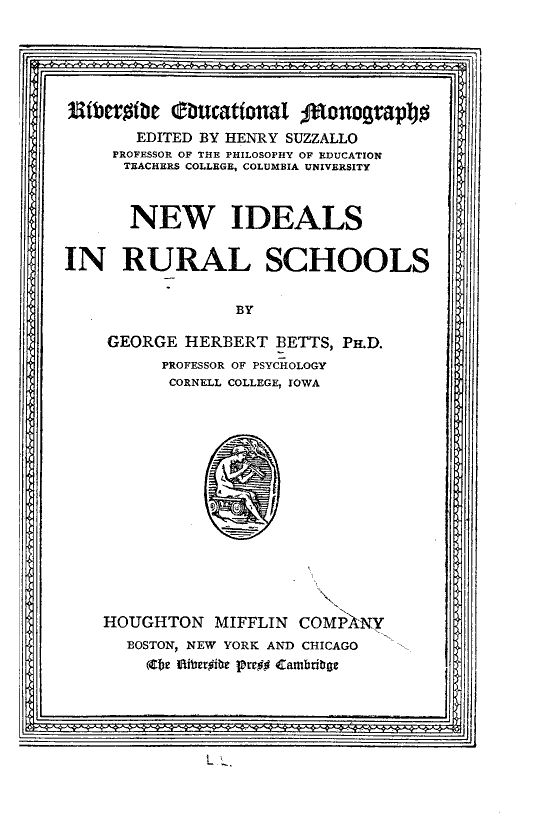 Riverside Educational Monographs
EDITED BY HENRY SUZZALLO
PROFESSOR OF THE PHILOSOPHY OF EDUCATION
TEACHERS COLLEGE, COLUMBIA UNIVERSITY
NEW IDEALS
IN RURAL SCHOOLS
BY
GEORGE HERBERT BETTS, PH.D.
PROFESSOR OF PSYCHOLOGY
CORNELL COLLEGE, IOWA
HOUGHTON MIFFLIN COMPANY
BOSTON, NEW YORK AND CHICAGO
The Riverside Press Cambridge